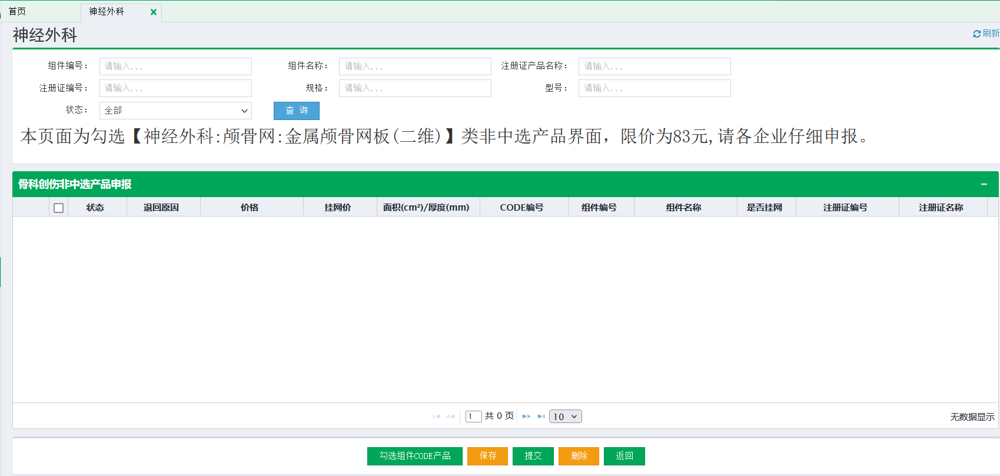 首页
神经外科
神经外科
刷新
组件编号：
请输入...
组件名称：
请输入...
注册证产品名称：
请输入...
注册证编号：
请输入...
规格：
请输入...
型号：
请输入...
状态：
全部
查 询
本页面为勾选【神经外科:颅骨网:金属颅骨网板(二维)】类非中选产品界面，限价为83元,请各企业仔细申报。
骨科创伤非中选产品申报
状态
退回原因
价格
挂网价
面积(cm²)/厚度(mm)
CODE编号
组件编号
组件名称
是否挂网
注册证编号
注册证名称
1
共 0 页
10
无数据显示
勾选组件CODE产品
保存
提交
删除
返回